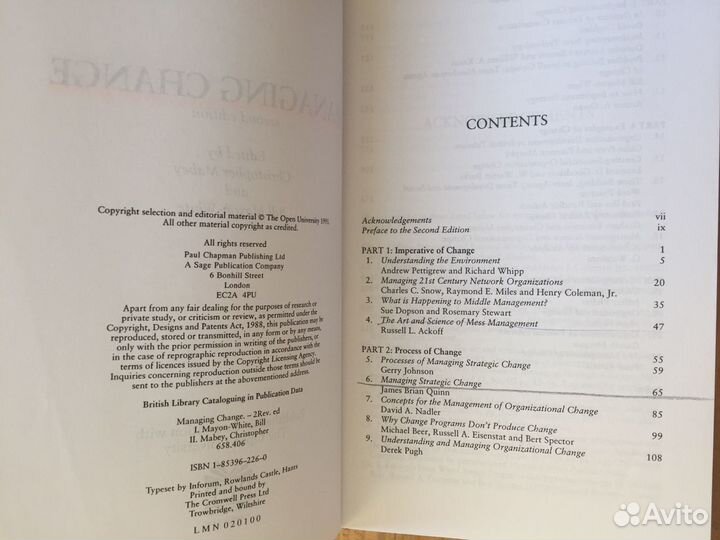 Copyright selection and editorial material © The Open University 1993.
All other material as credited.
All rights reserved
Paul Chapman Publishing Ltd
A Sage Publication Company
6 Bonhill Street
London
EC2A 4PU
Apart from any fair dealing for the purposes of research or
private study, or criticism or review, as permitted under the
Copyright, Designs and Patents Act, 1988, this publication may be
reproduced, stored or transmitted, in any form or by any means,
only with the prior permission in writing of the publishers, or
in the case of reprographic reproduction in accordance with the
terms of licences issued by the Copyright Licensing Agency.
Inquiries concerning reproduction outside those terms should be
sent to the publishers at the abovementioned address.
British Library Cataloguing in Publication Data
Managing Change. – 2Rev. ed
I. Mayon-White, Bill
II. Mabey, Christopher
658.406
ISBN 1-85396-226-0
Typeset by Inforum, Rowlands Castle, Hants
Printed and bound by
The Cromwell Press Ltd
Trowbridge, Wilshire
L M N 020100
CONTENTS
Acknowledgements vii
Preface to the Second Edition ix
PART 1: Imperative of Change 1
1. Understanding the Environment 5
Andrew Pettigrew and Richard Whipp
2. Managing 21st Century Network Organizations 20
Charles C. Snow, Raymond E. Miles and Henry Coleman, Jr.
3. What is Happening to Middle Management? 35
Sue Dopson and Rosemary Stewart
4. The Art and Science of Mess Management 47
Russell L. Ackoff
PART 2: Process of Change 55
5. Processes of Managing Strategic Change 59
Gerry Johnson
6. Managing Strategic Change 65
James Brian Quinn
7. Concepts for the Management of Organizational Change 85
David A. Nadler
8. Why Change Programs Don't Produce Change 99
Michael Beer, Russell A. Eisenstat and Bert Spector
9. Understanding and Managing Organizational Change 108
Derek Pugh
Avito